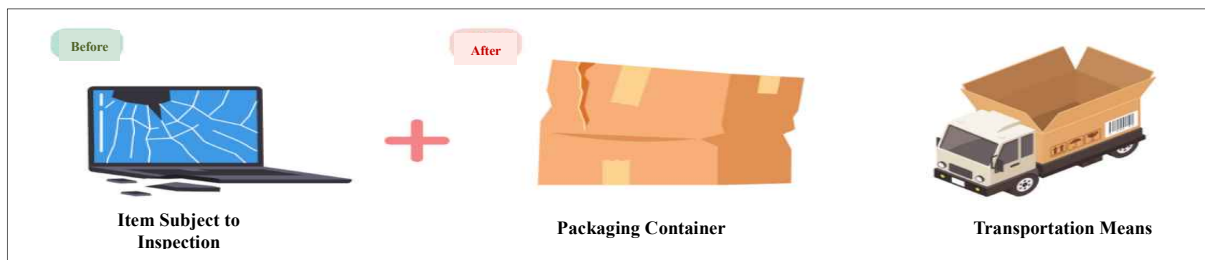 Before
After
Item Subject to
Inspection
Packaging Container
Transportation Means